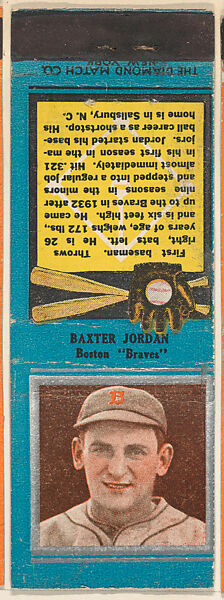 THE DIAMOND MATCH CO.
NEW YORK
First baseman. Throws
right, bats left. He is 26
years of age, weighs 172 lbs.,
and is six feet high. He came
up to the Braves in 1933 after
nine seasons in the minors
and stepped into a regular job
almost immediately. Hit .321
in his first season in the ma-
jors. Jordan started his base-
ball career as a shortstop. His
home is in Salisbury, N. C.
BAXTER JORDAN
Boston "Braves"
B